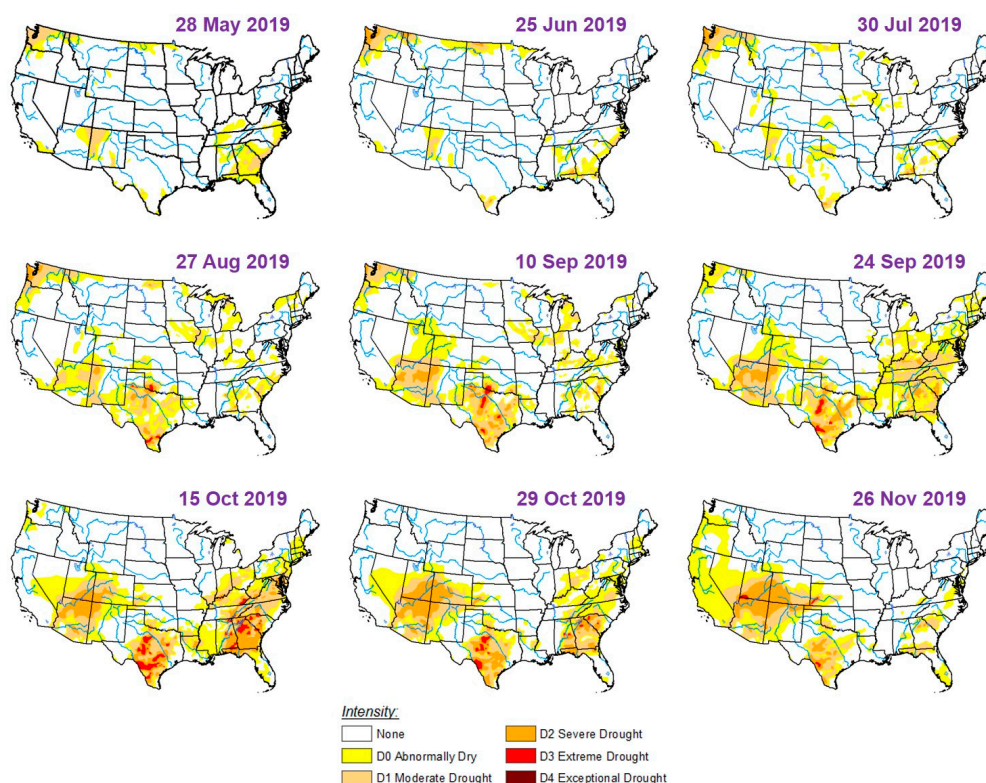 28 May 2019
25 Jun 2019
30 Jul 2019
27 Aug 2019
10 Sep 2019
24 Sep 2019
15 Oct 2019
29 Oct 2019
26 Nov 2019
Intensity:
None
D2 Severe Drought
D0 Abnormally Dry
D3 Extreme Drought
D1 Moderate Drought
D4 Exceptional Drought